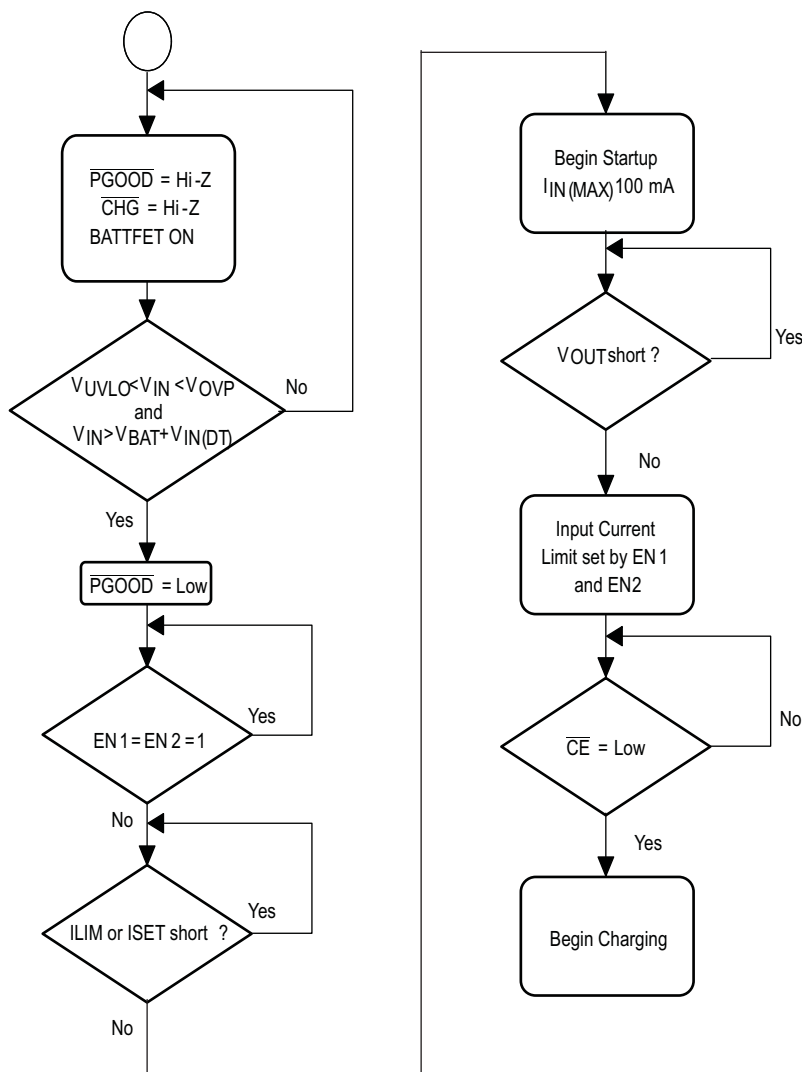 PGOOD = Hi-Z
CHG = Hi-Z
BATTFET ON
VUVLO<VIN <VOVP
and
VIN>VBAT+VIN(DT)
No
Yes
PGOOD = Low
EN1=EN2=1
Yes
No
ILIM or ISET short ?
Yes
No
Begin Startup
IIN(MAX) 100 mA
VOUT short ?
Yes
No
Input Current
Limit set by EN1
and EN2
CE = Low
No
Yes
Begin Charging